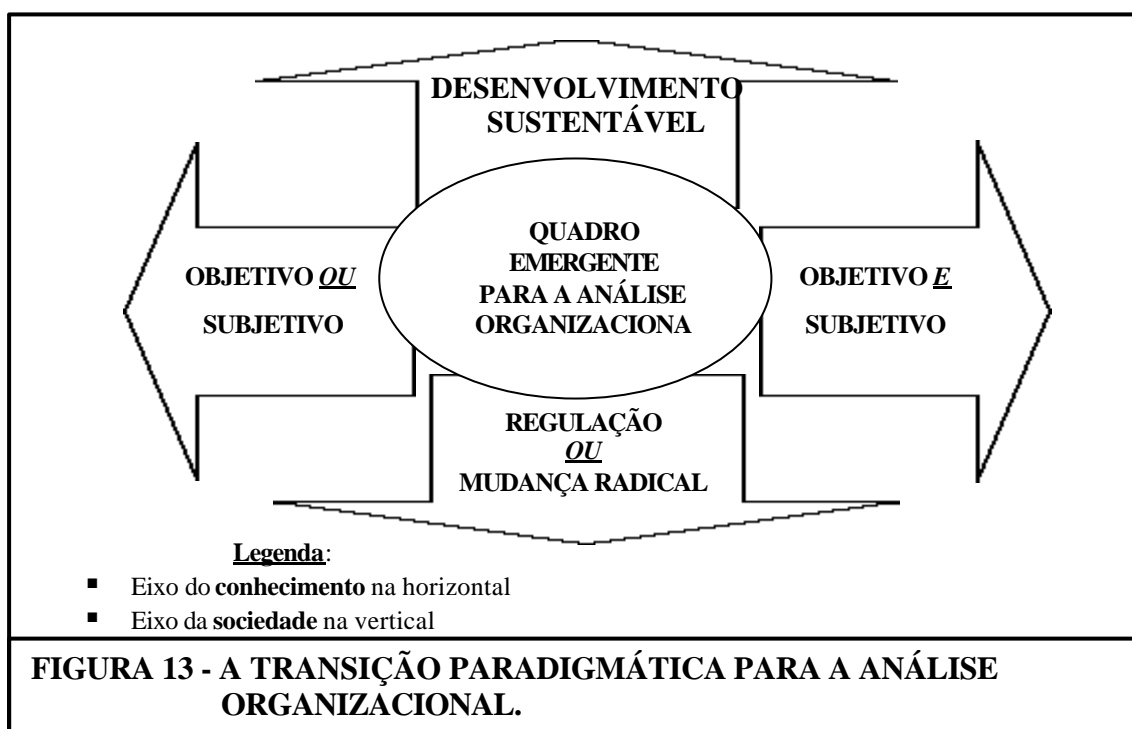 DESENVOLVIMENTO
SUSTENTÁVEL
OBJETIVO OU
SUBJETIVO
QUADRO
EMERGENTE
PARA A ANÁLISE
ORGANIZACIONA
OBJETIVO E
SUBJETIVO
REGULAÇÃO
OU
MUDANÇA RADICAL
Legenda:
▪ Eixo do conhecimento na horizontal
▪ Eixo da sociedade na vertical
FIGURA 13 - A TRANSIÇÃO PARADIGMÁTICA PARA A ANÁLISE
ORGANIZACIONAL.